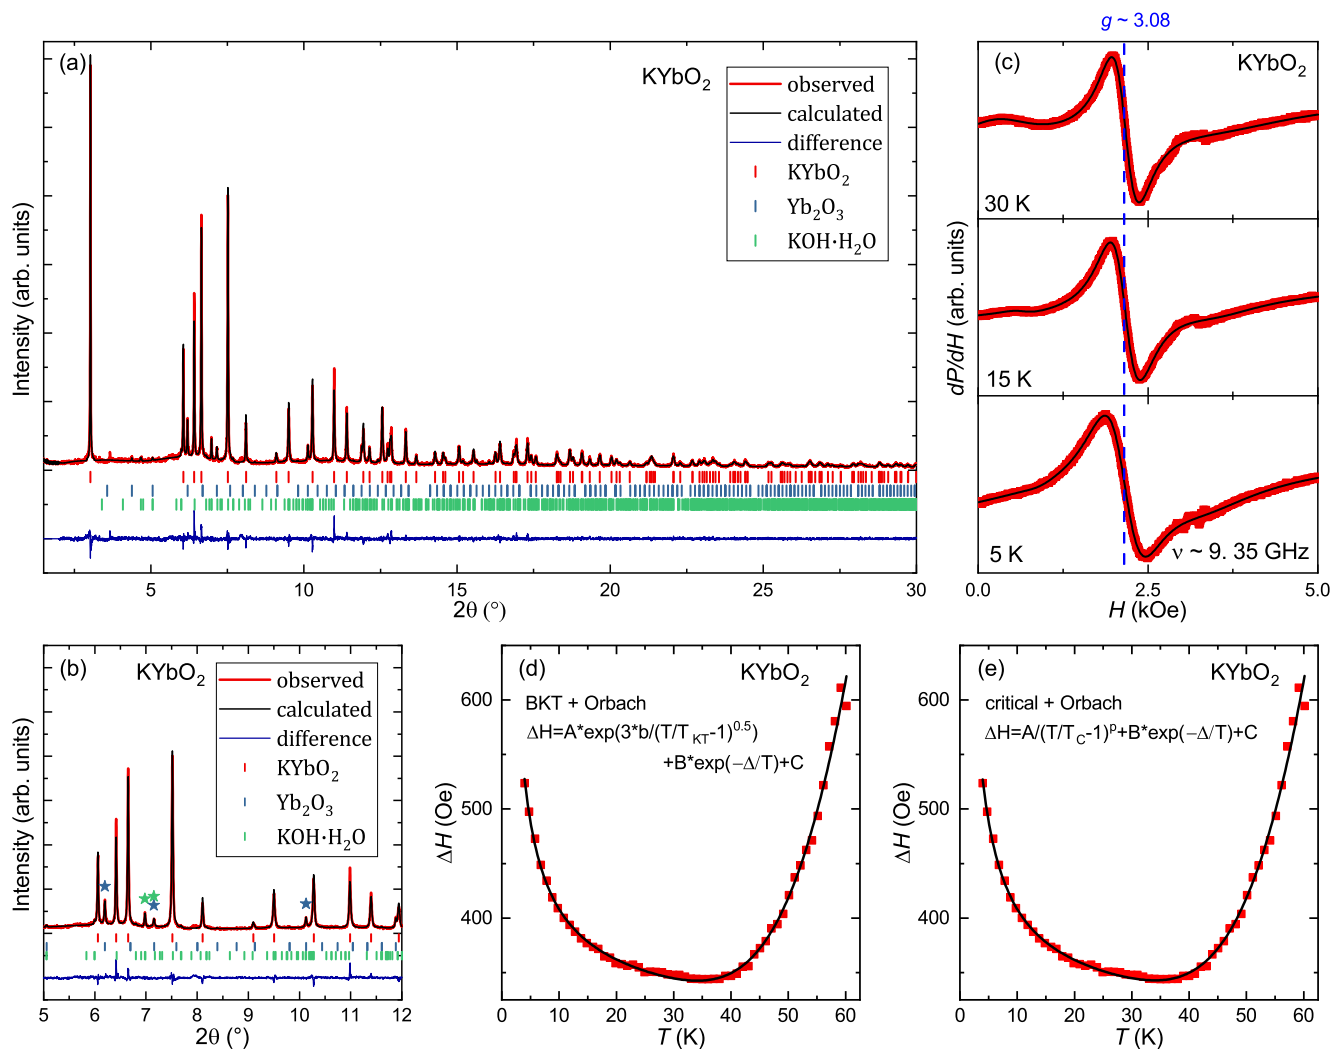 (a)
KYbO₂
observed
calculated
difference
KYbO₂
Yb₂O₃
KOH·H₂O
Intensity (arb. units)
5
10
15
20
25
30
2θ (°)
g ~ 3.08
(c)
KYbO₂
30 K
15 K
5 K
ν ~ 9. 35 GHz
dP/dH (arb. units)
0.0
2.5
5.0
H (kOe)
(b)
KYbO₂
observed
calculated
difference
KYbO₂
Yb₂O₃
KOH·H₂O
Intensity (arb. units)
5
6
7
8
9
10
11
12
2θ (°)
(d)
KYbO₂
BKT + Orbach
ΔH=A*exp(3*b/(T/T_KT-1)^0.5)
+B*exp(−Δ/T)+C
600
500
400
ΔH (Oe)
0
10
20
30
40
50
60
T (K)
(e)
KYbO₂
critical + Orbach
ΔH=A/(T/T_C-1)^p+B*exp(−Δ/T)+C
600
500
400
ΔH (Oe)
0
10
20
30
40
50
60
T (K)